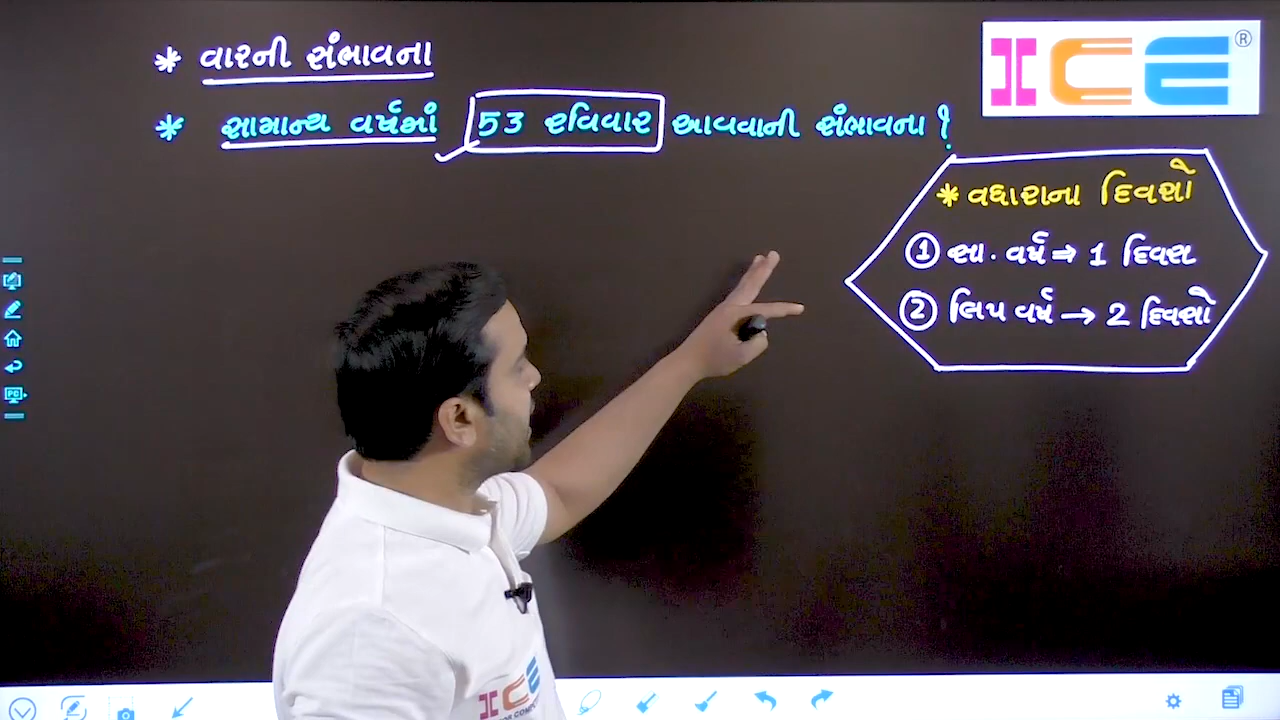 * વારની સંભાવના
* સામાન્ય વર્ષમાં 53 રવિવાર આવવાની સંભાવના ?
ICE ®
* વધારાના દિવસો
① સા. વર્ષ ⇒ 1 દિવસ
② લિપ વર્ષ → 2 દિવસો
ICE